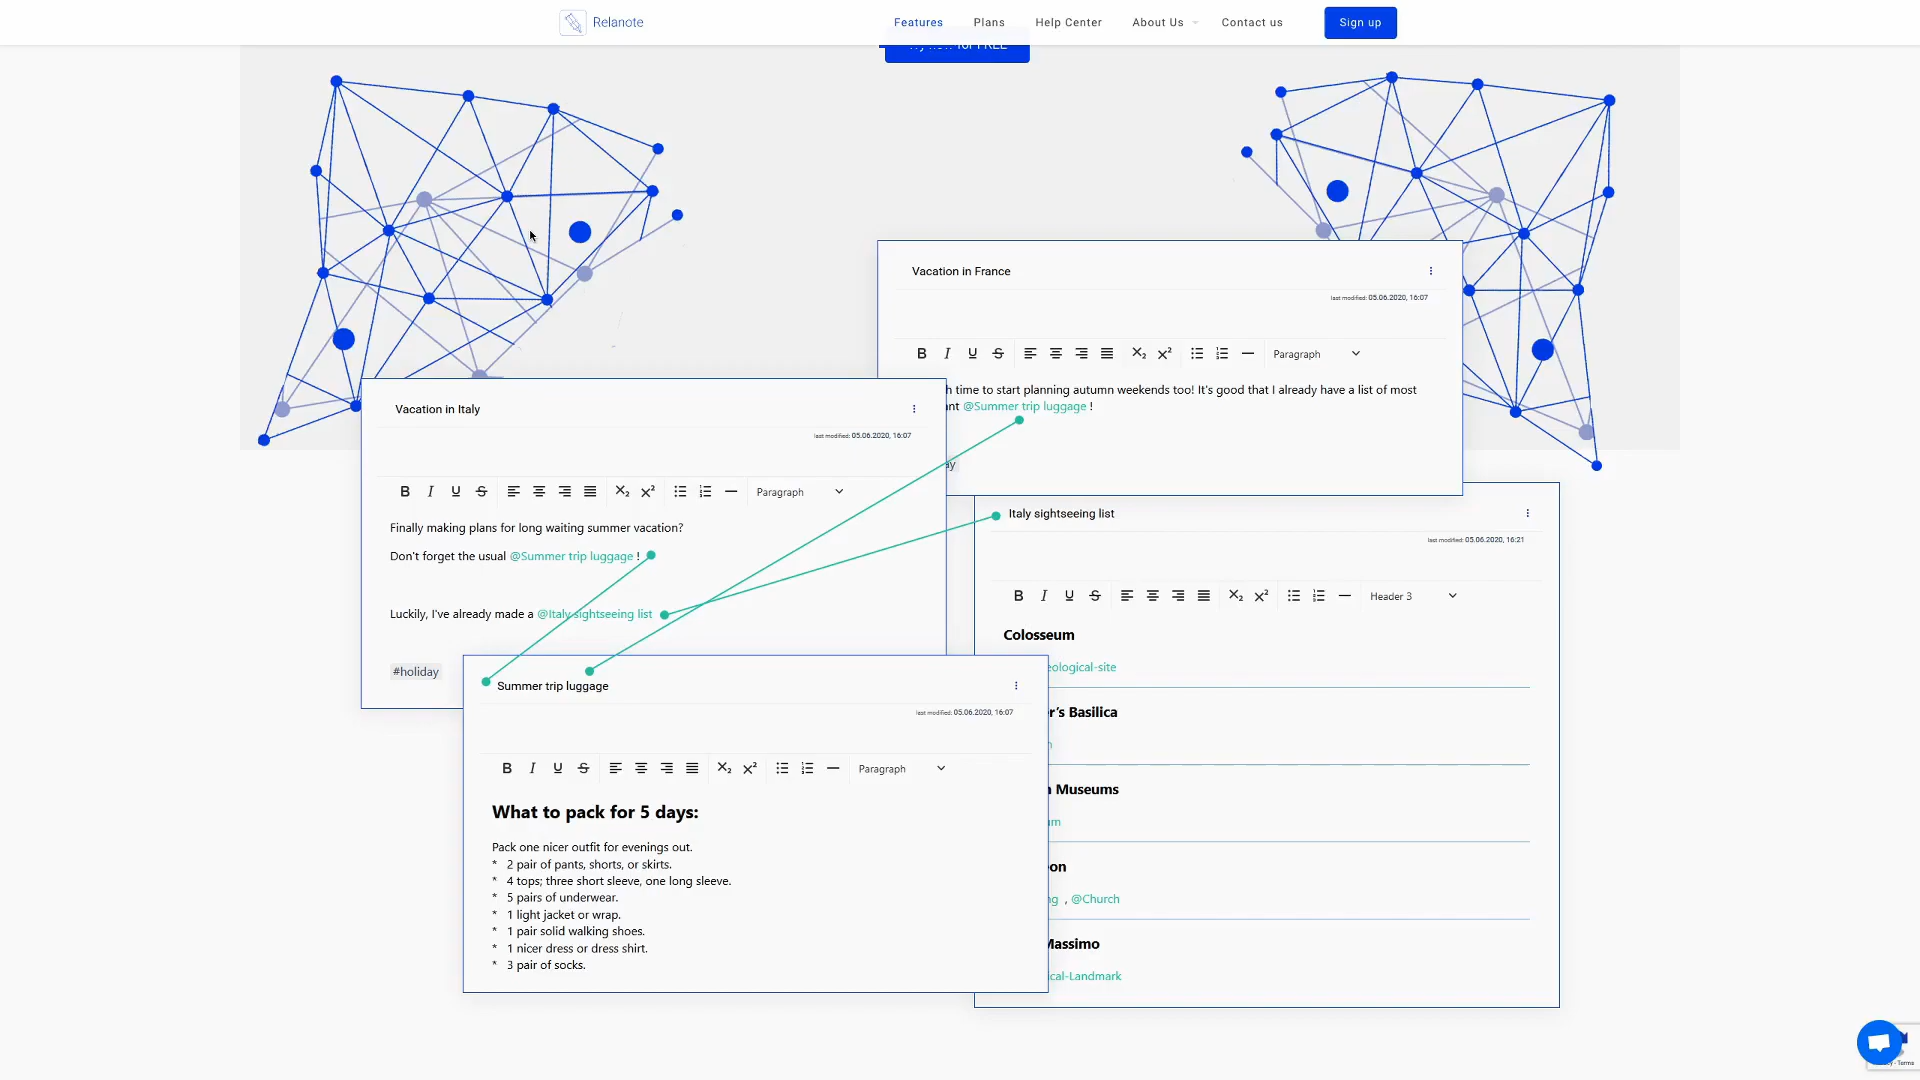 Relanote
Features
Plans
Help Center
About Us
Contact us
Sign up
FREE
Vacation in France
last modified: 05.06.2020, 16:07
Paragraph
time to start planning autumn weekends too! It's good that I already have a list of most
@Summer trip luggage !
Vacation in Italy
last modified: 05.06.2020, 16:07
Paragraph
Finally making plans for long waiting summer vacation?
Don't forget the usual @Summer trip luggage !
Luckily, I've already made a @Italy sightseeing list
#holiday
Italy sightseeing list
last modified: 05.06.2020, 16:21
Header 3
Colosseum
eological-site
r's Basilica
Museums
, @Church
Massimo
ical-Landmark
Summer trip luggage
last modified: 05.06.2020, 16:07
Paragraph
What to pack for 5 days:
Pack one nicer outfit for evenings out.
* 2 pair of pants, shorts, or skirts.
* 4 tops; three short sleeve, one long sleeve.
* 5 pairs of underwear.
* 1 light jacket or wrap.
* 1 pair solid walking shoes.
* 1 nicer dress or dress shirt.
* 3 pair of socks.
- Terms